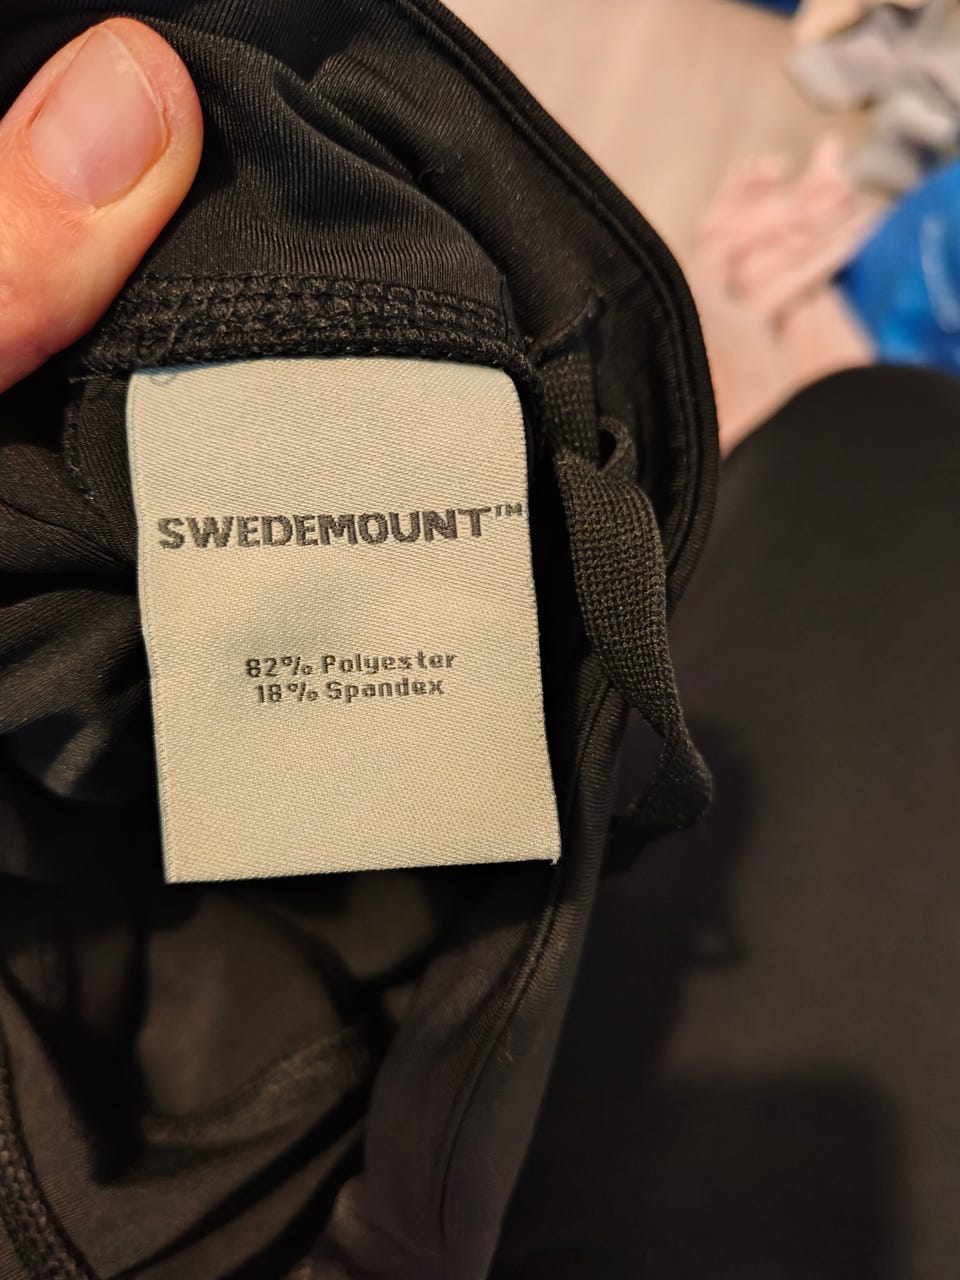 SWEDEMOUNT™
82% Polyester
18% Spandex